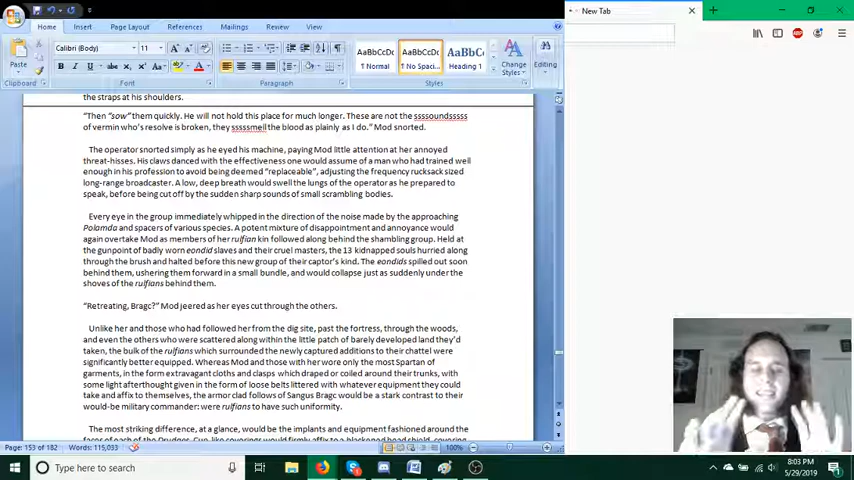 New Tab
Home Insert Page Layout References Mailings Review View
Calibri (Body) 11
AaBbCcDc AaBbCcDc AaBbCc
Paste
1 Normal 1 No Spaci... Heading 1 Change Styles Editing
Clipboard Font Paragraph Styles
the straps at his shoulders.
“Then “sow” them quickly. He will not hold this place for much longer. These are not the ssssoundsssss
of vermin who’s resolve is broken, they sssssmell the blood as plainly as I do.” Mod snorted.
The operator snorted simply as he eyed his machine, paying Mod little attention at her annoyed
threat-hisses. His claws danced with the effectiveness one would assume of a man who had trained well
enough in his profession to avoid being deemed “replaceable”, adjusting the frequency rucksack sized
long-range broadcaster. A low, deep breath would swell the lungs of the operator as he prepared to
speak, before being cut off by the sudden sharp sounds of small scrambling bodies.
Every eye in the group immediately whipped in the direction of the noise made by the approaching
Polamda and spacers of various species. A potent mixture of disappointment and annoyance would
again overtake Mod as members of her rulfian kin followed along behind the shambling group. Held at
the gunpoint of badly worn eondid slaves and their cruel masters, the 13 kidnapped souls hurried along
through the brush and halted before this new group of their captor’s kind. The eondids spilled out soon
behind them, ushering them forward in a small bundle, and would collapse just as suddenly under the
shoves of the rulfians behind them.
“Retreating, Bragc?” Mod jeered as her eyes cut through the others.
Unlike her and those who had followed her from the dig site, past the fortress, through the woods,
and even the others who were scattered along within the little patch of barely developed land they’d
taken, the bulk of the rulfians which surrounded the newly captured additions to their chattel were
significantly better equipped. Whereas Mod and those with her wore only the most Spartan of
garments, in the form extravagant cloths and clasps which draped or coiled around their trunks, with
some light afterthought given in the form of loose belts littered with whatever equipment they could
take and affix to themselves, the armor clad follows of Sangus Bragc would be a stark contrast to their
would-be military commander: were rulfians to have such uniformity.
The most striking difference, at a glance, would be the implants and equipment fashioned around the
faces of each of the Drudges. Cup-like coverings would firmly affix to a blackened head shield, covering
Page: 153 of 182 Words: 115,033 100%
Type here to search
8:03 PM
5/29/2019